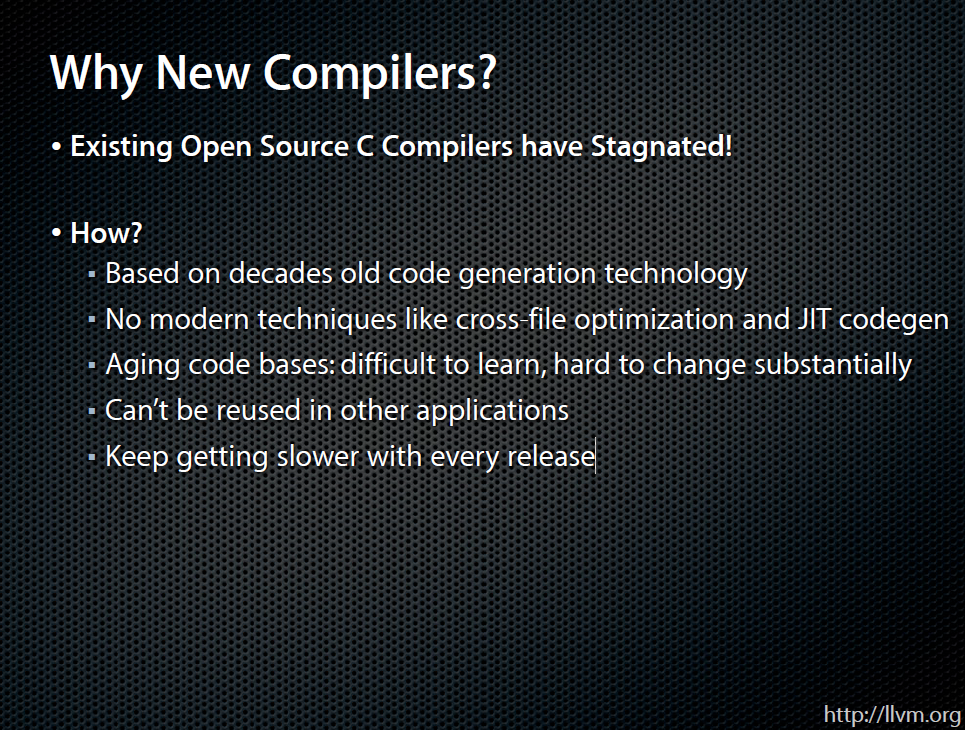 Why New Compilers?
• Existing Open Source C Compilers have Stagnated!
• How?
▪ Based on decades old code generation technology
▪ No modern techniques like cross-file optimization and JIT codegen
▪ Aging code bases: difficult to learn, hard to change substantially
▪ Can’t be reused in other applications
▪ Keep getting slower with every release
http://llvm.org